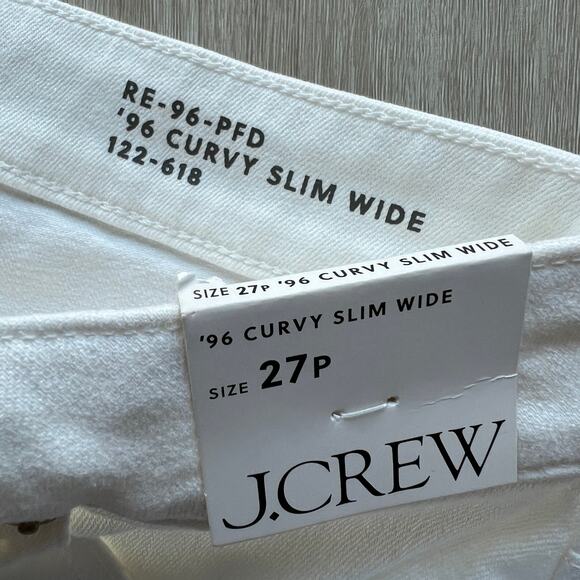 RE-96-PFD
'96 CURVY SLIM WIDE
122-618
SIZE 27P '96 CURVY SLIM WIDE
'96 CURVY SLIM WIDE
SIZE 27P
J.CREW